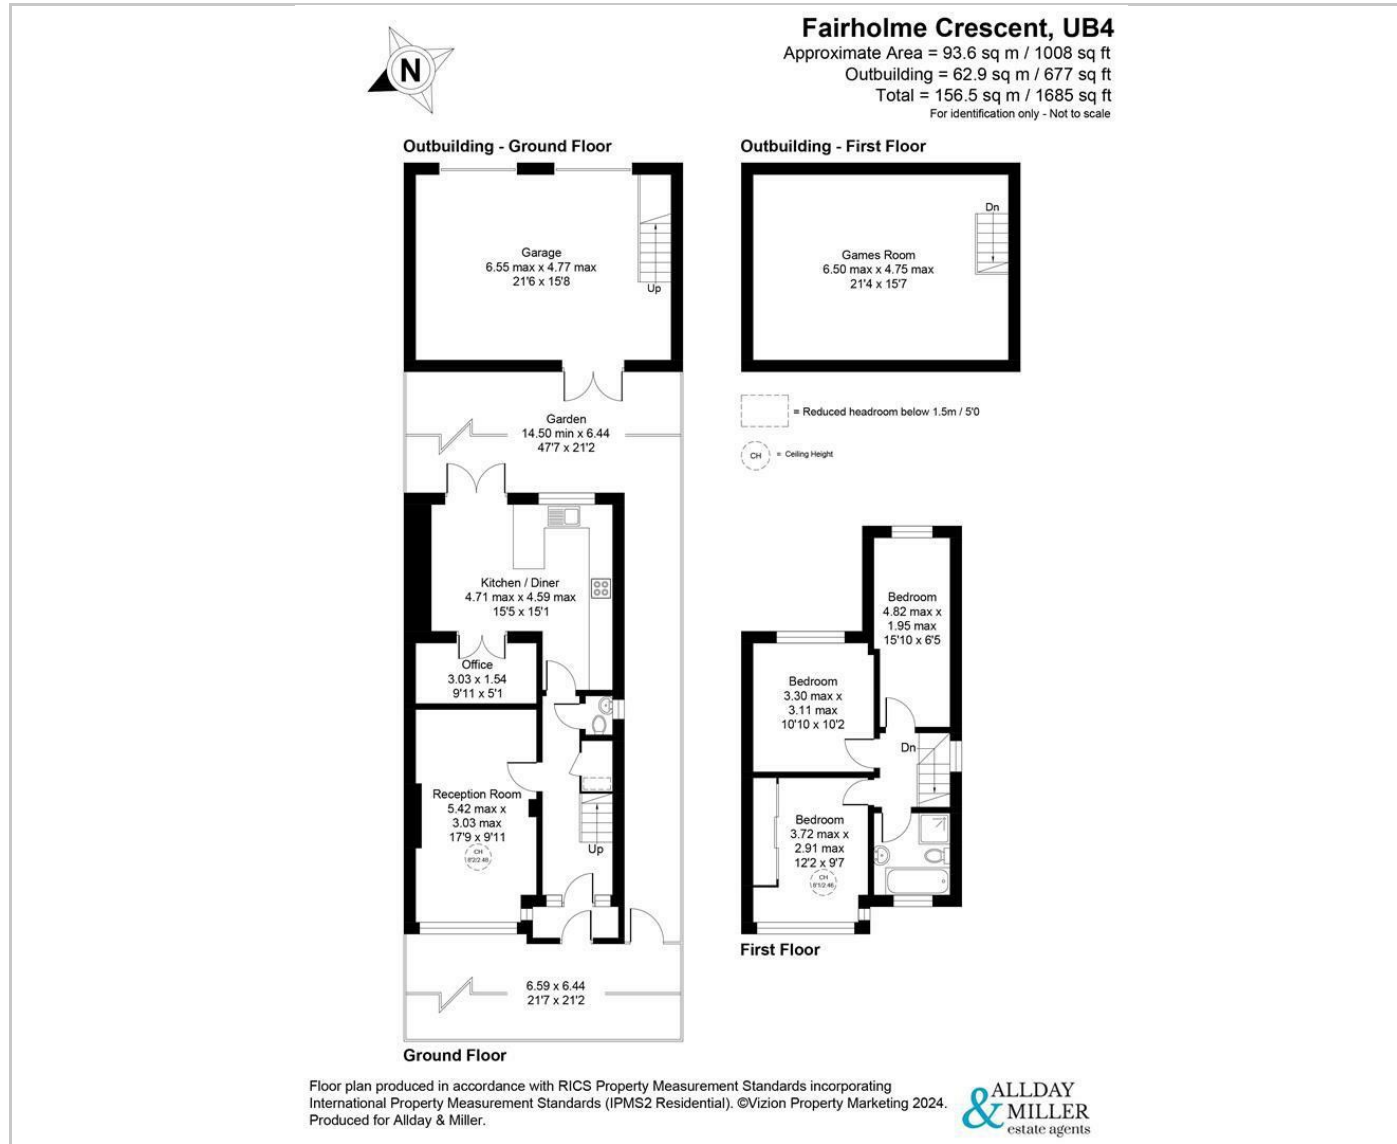 Fairholme Crescent, UB4
Approximate Area = 93.6 sq m / 1008 sq ft
Outbuilding = 62.9 sq m / 677 sq ft
Total = 156.5 sq m / 1685 sq ft
For identification only - Not to scale
N
Outbuilding - Ground Floor
Garage
6.55 max x 4.77 max
21'6 x 15'8
Up
Outbuilding - First Floor
Dn
Games Room
6.50 max x 4.75 max
21'4 x 15'7
= Reduced headroom below 1.5m / 5'0
CH = Ceiling Height
Garden
14.50 min x 6.44
47'7 x 21'2
Kitchen / Diner
4.71 max x 4.59 max
15'5 x 15'1
Office
3.03 x 1.54
9'11 x 5'1
Reception Room
5.42 max x
3.03 max
17'9 x 9'11
CH
Up
6.59 x 6.44
21'7 x 21'2
Ground Floor
Bedroom
4.82 max x
1.95 max
15'10 x 6'5
Bedroom
3.30 max x
3.11 max
10'10 x 10'2
Dn
Bedroom
3.72 max x
2.91 max
12'2 x 9'7
CH
First Floor
Floor plan produced in accordance with RICS Property Measurement Standards incorporating
International Property Measurement Standards (IPMS2 Residential). ©Vizion Property Marketing 2024.
Produced for Allday & Miller.
ALLDAY
& MILLER
estate agents